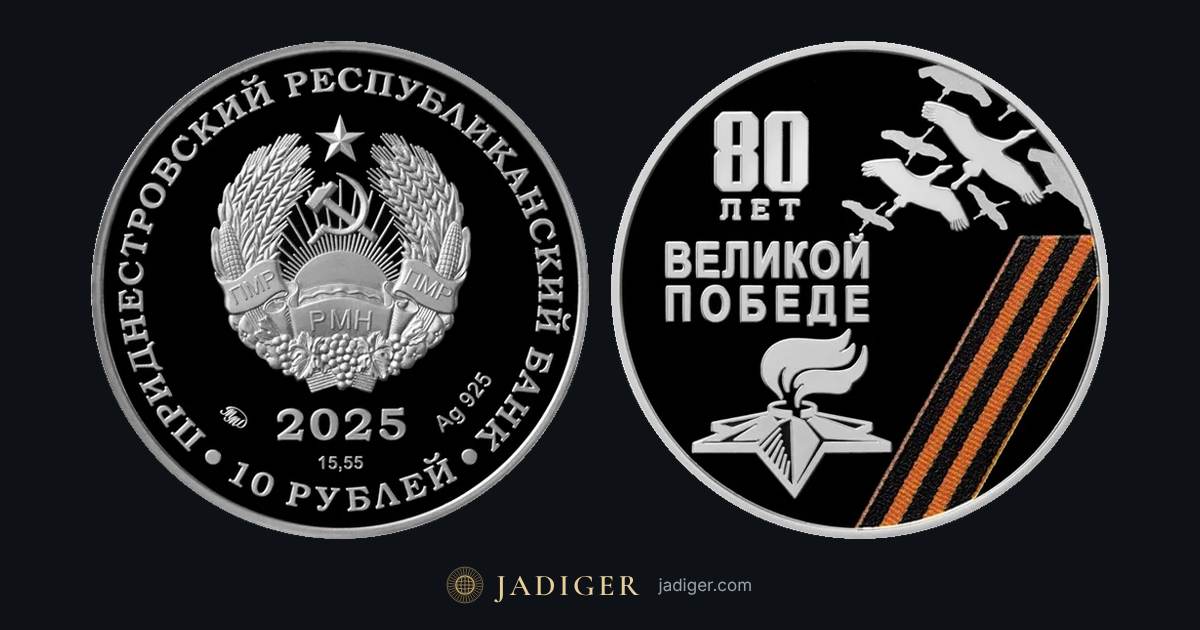 ПРИДНЕСТРОВСКИЙ РЕСПУБЛИКАНСКИЙ БАНК
ПМР
ПМР
РМН
2025
Ag 925
15,55
• 10 РУБЛЕЙ •
80
ЛЕТ
ВЕЛИКОЙ
ПОБЕДЕ
JADIGER jadiger.com